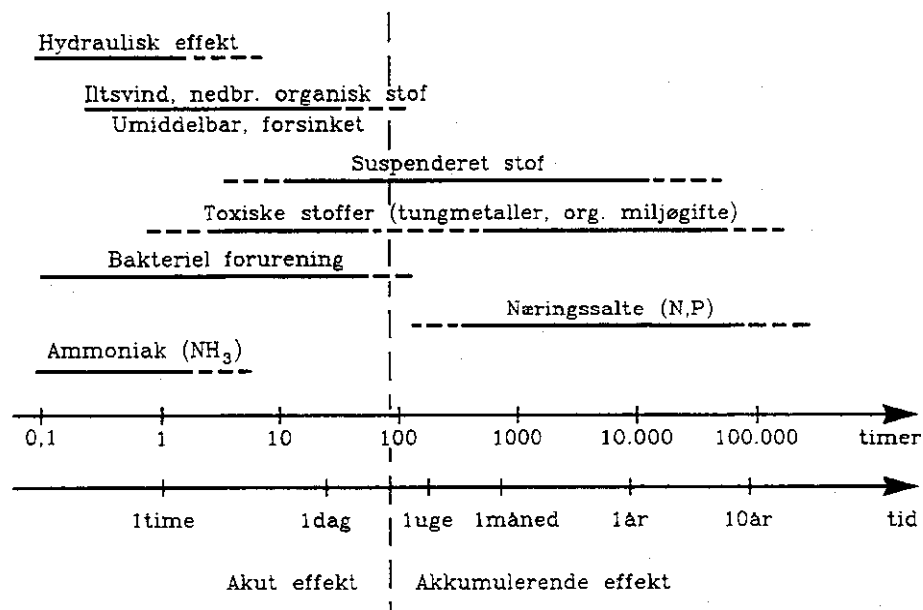 Hydraulisk effekt
Iltsvind, nedbr. organisk stof
Umiddelbar, forsinket
Suspenderet stof
Toxiske stoffer (tungmetaller, org. miljøgifte)
Bakteriel forurening
Næringssalte (N,P)
Ammoniak (NH₃)
0,1 1 10 100 1000 10.000 100.000 timer
1time 1dag 1uge 1måned 1år 10år tid
Akut effekt Akkumulerende effekt